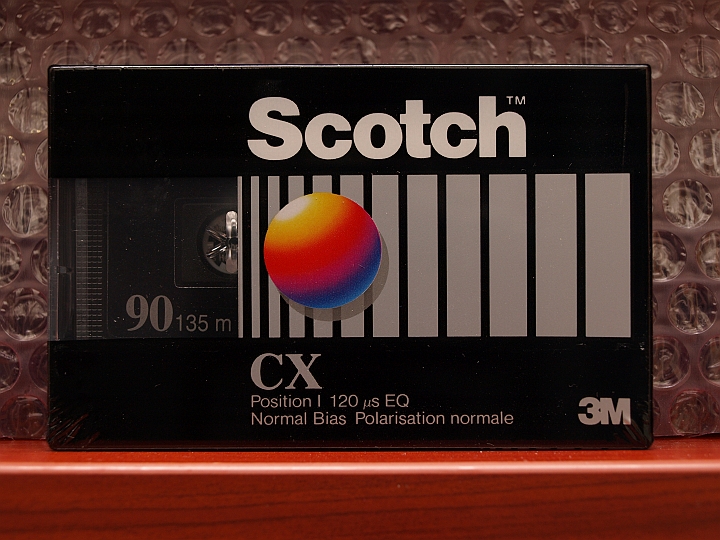 Scotch™
90 135 m
CX
Position I 120 µs EQ
Normal Bias Polarisation normale
3M